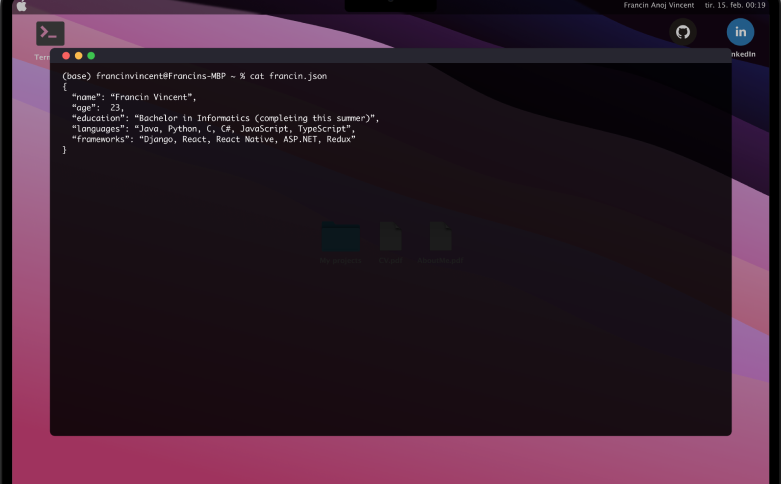 Francin Anoj Vincent tir. 15. feb. 00:19
Term
nkedIn
in
(base) francinvincent@Francins-MBP ~ % cat francin.json
{
“name”: “Francin Vincent”,
“age”: 23,
“education”: “Bachelor in Informatics (completing this summer)”,
“languages”: “Java, Python, C, C#, JavaScript, TypeScript”,
“frameworks”: “Django, React, React Native, ASP.NET, Redux”
}